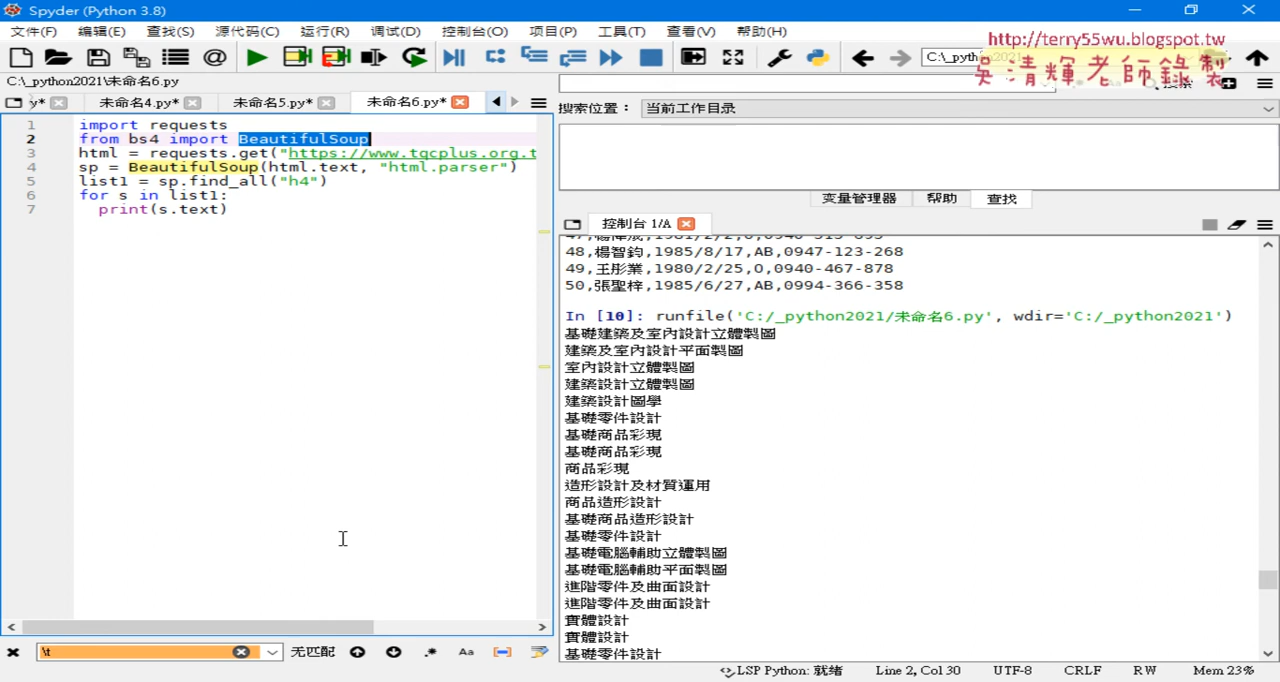 Spyder (Python 3.8)
文件(F) 编辑(E) 查找(S) 源代码(C) 运行(R) 调试(D) 控制台(O) 项目(P) 工具(T) 查看(V) 帮助(H)
http://terry55wu.blogspot.tw
吳清輝老師錄製
C:\_python2021\未命名6.py
y* 未命名4.py* 未命名5.py* 未命名6.py*
搜索位置: 当前工作目录
1 import requests
2 from bs4 import BeautifulSoup
3 html = requests.get("https://www.tqcplus.org.t
4 sp = BeautifulSoup(html.text, "html.parser")
5 list1 = sp.find_all("h4")
6 for s in list1:
7 print(s.text)
变量管理器 帮助 查找
控制台 1/A
48,楊智鈞,1985/8/17,AB,0947-123-268
49,王彤業,1980/2/25,O,0940-467-878
50,張聖梓,1985/6/27,AB,0994-366-358
In [10]: runfile('C:/_python2021/未命名6.py', wdir='C:/_python2021')
基礎建築及室內設計立體製圖
建築及室內設計平面製圖
室內設計立體製圖
建築設計立體製圖
建築設計圖學
基礎零件設計
基礎商品彩現
基礎商品彩現
商品彩現
造形設計及材質運用
商品造形設計
基礎商品造形設計
基礎零件設計
基礎電腦輔助立體製圖
基礎電腦輔助平面製圖
進階零件及曲面設計
進階零件及曲面設計
實體設計
實體設計
基礎零件設計
\t 无匹配 .* Aa
LSP Python: 就绪 Line 2, Col 30 UTF-8 CRLF RW Mem 23%